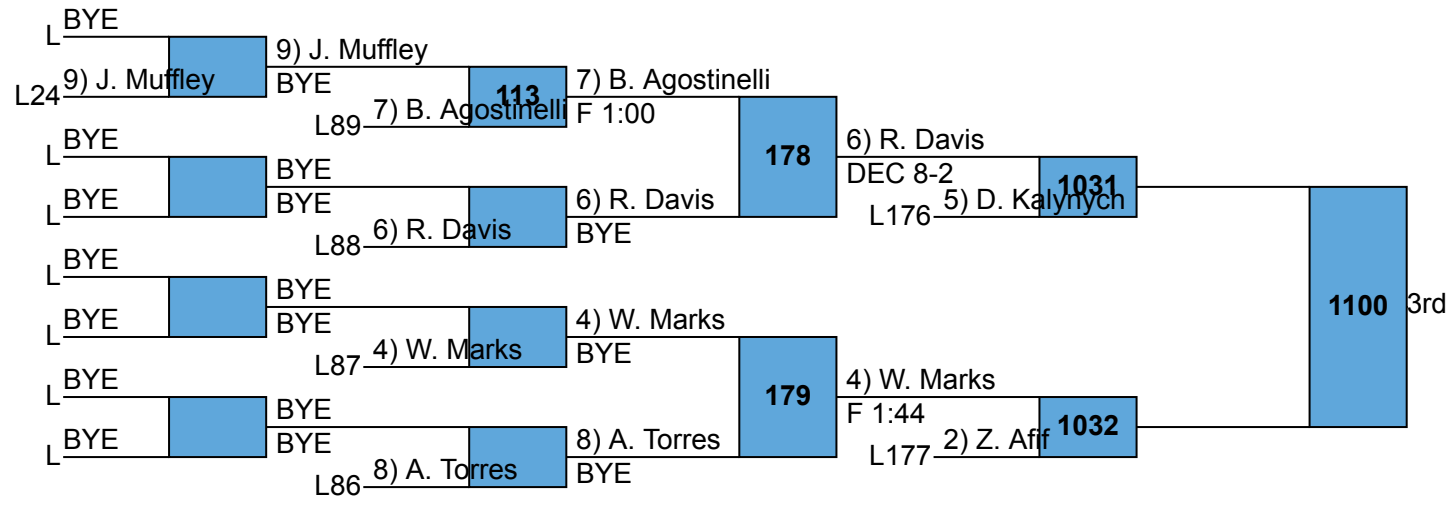 BYE
L
9) J. Muffley
BYE
9) J. Muffley
L24
113
7) B. Agostinelli
F 1:00
7) B. Agostinelli
L89
BYE
L
178
6) R. Davis
DEC 8-2
BYE
BYE
BYE
L
6) R. Davis
BYE
6) R. Davis
L88
1031
5) D. Kalynych
L176
BYE
L
BYE
BYE
BYE
L
4) W. Marks
BYE
4) W. Marks
L87
1100
3rd
BYE
L
179
4) W. Marks
F 1:44
BYE
BYE
BYE
L
8) A. Torres
BYE
8) A. Torres
L86
1032
2) Z. Afif
L177